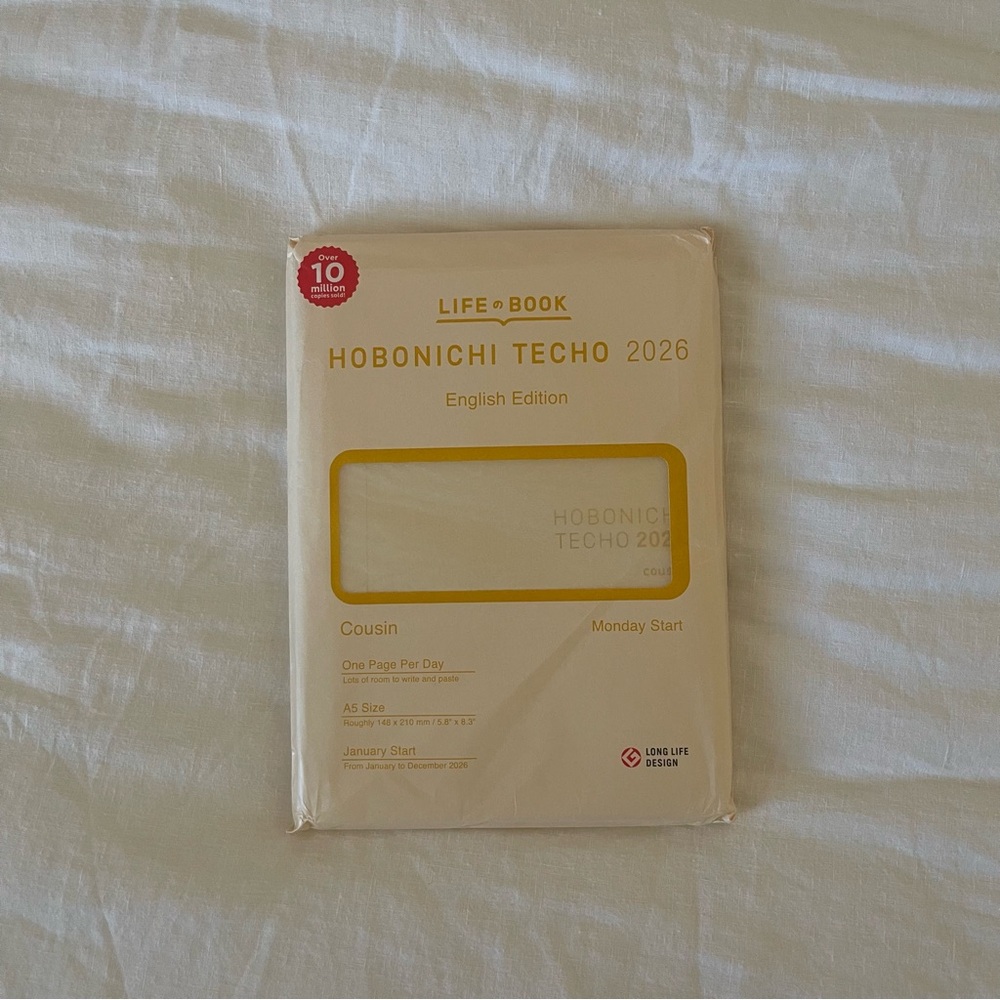 Over
10
million
copies sold!
LIFE の BOOK
HOBONICHI TECHO 2026
English Edition
HOBONICH
TECHO 202
cou
Cousin
Monday Start
One Page Per Day
Lots of room to write and paste
A5 Size
Roughly 148 x 210 mm / 5.8" x 8.3"
January Start
From January to December 2026
LONG LIFE
DESIGN